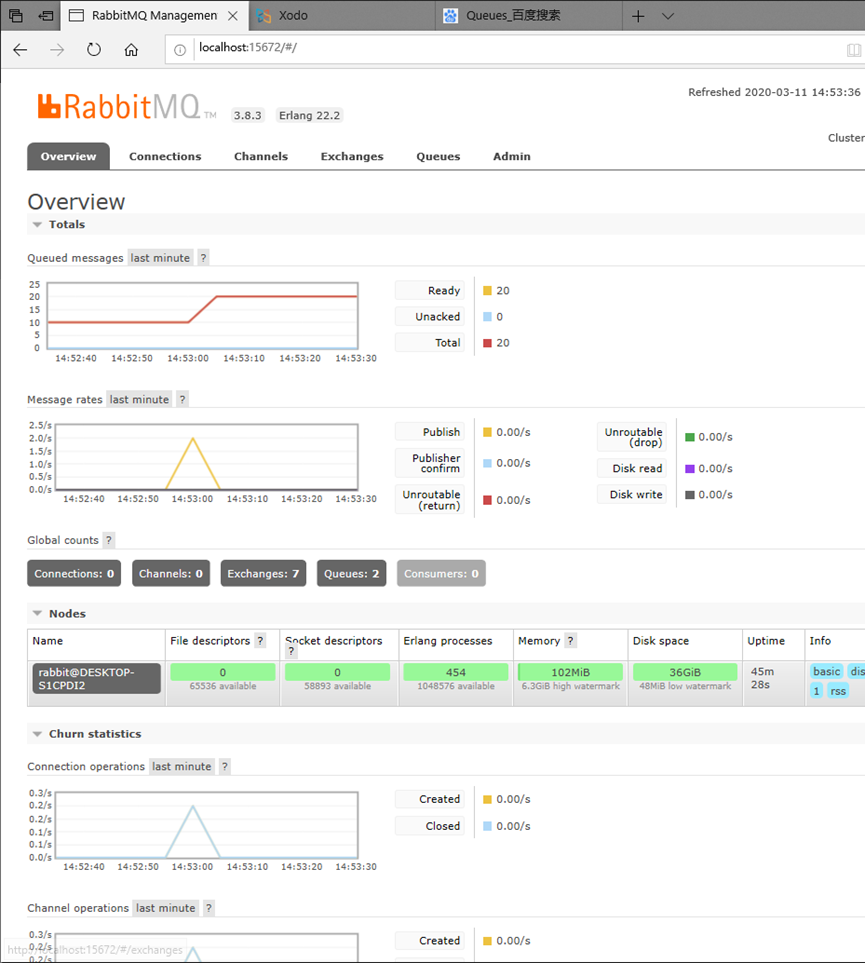 RabbitMQ Managemen
Xodo
Queues_百度搜索
localhost:15672/#/
Refreshed 2020-03-11 14:53:36
RabbitMQ TM 3.8.3 Erlang 22.2
Cluster
Overview Connections Channels Exchanges Queues Admin
Overview
Totals
Queued messages last minute ?
25
20
15
10
5
0
14:52:40 14:52:50 14:53:00 14:53:10 14:53:20 14:53:30
Ready 20
Unacked 0
Total 20
Message rates last minute ?
2.5/s
2.0/s
1.5/s
1.0/s
0.5/s
0.0/s
14:52:40 14:52:50 14:53:00 14:53:10 14:53:20 14:53:30
Publish 0.00/s
Publisher
confirm 0.00/s
Unroutable
(return) 0.00/s
Unroutable
(drop) 0.00/s
Disk read 0.00/s
Disk write 0.00/s
Global counts ?
Connections: 0 Channels: 0 Exchanges: 7 Queues: 2 Consumers: 0
Nodes
Name File descriptors ? Socket descriptors ? Erlang processes Memory ? Disk space Uptime Info
rabbit@DESKTOP-
S1CPDI2
0
65536 available
0
58893 available
454
1048576 available
102MiB
6.3GiB high watermark
36GiB
48MiB low watermark
45m
28s
basic dis
1 rss
Churn statistics
Connection operations last minute ?
0.3/s
0.2/s
0.2/s
0.1/s
0.1/s
0.0/s
14:52:40 14:52:50 14:53:00 14:53:10 14:53:20 14:53:30
Created 0.00/s
Closed 0.00/s
Channel operations last minute ?
0.3/s
0.2/s
0.2/s
Created 0.00/s
http://localhost:15672/#/exchanges